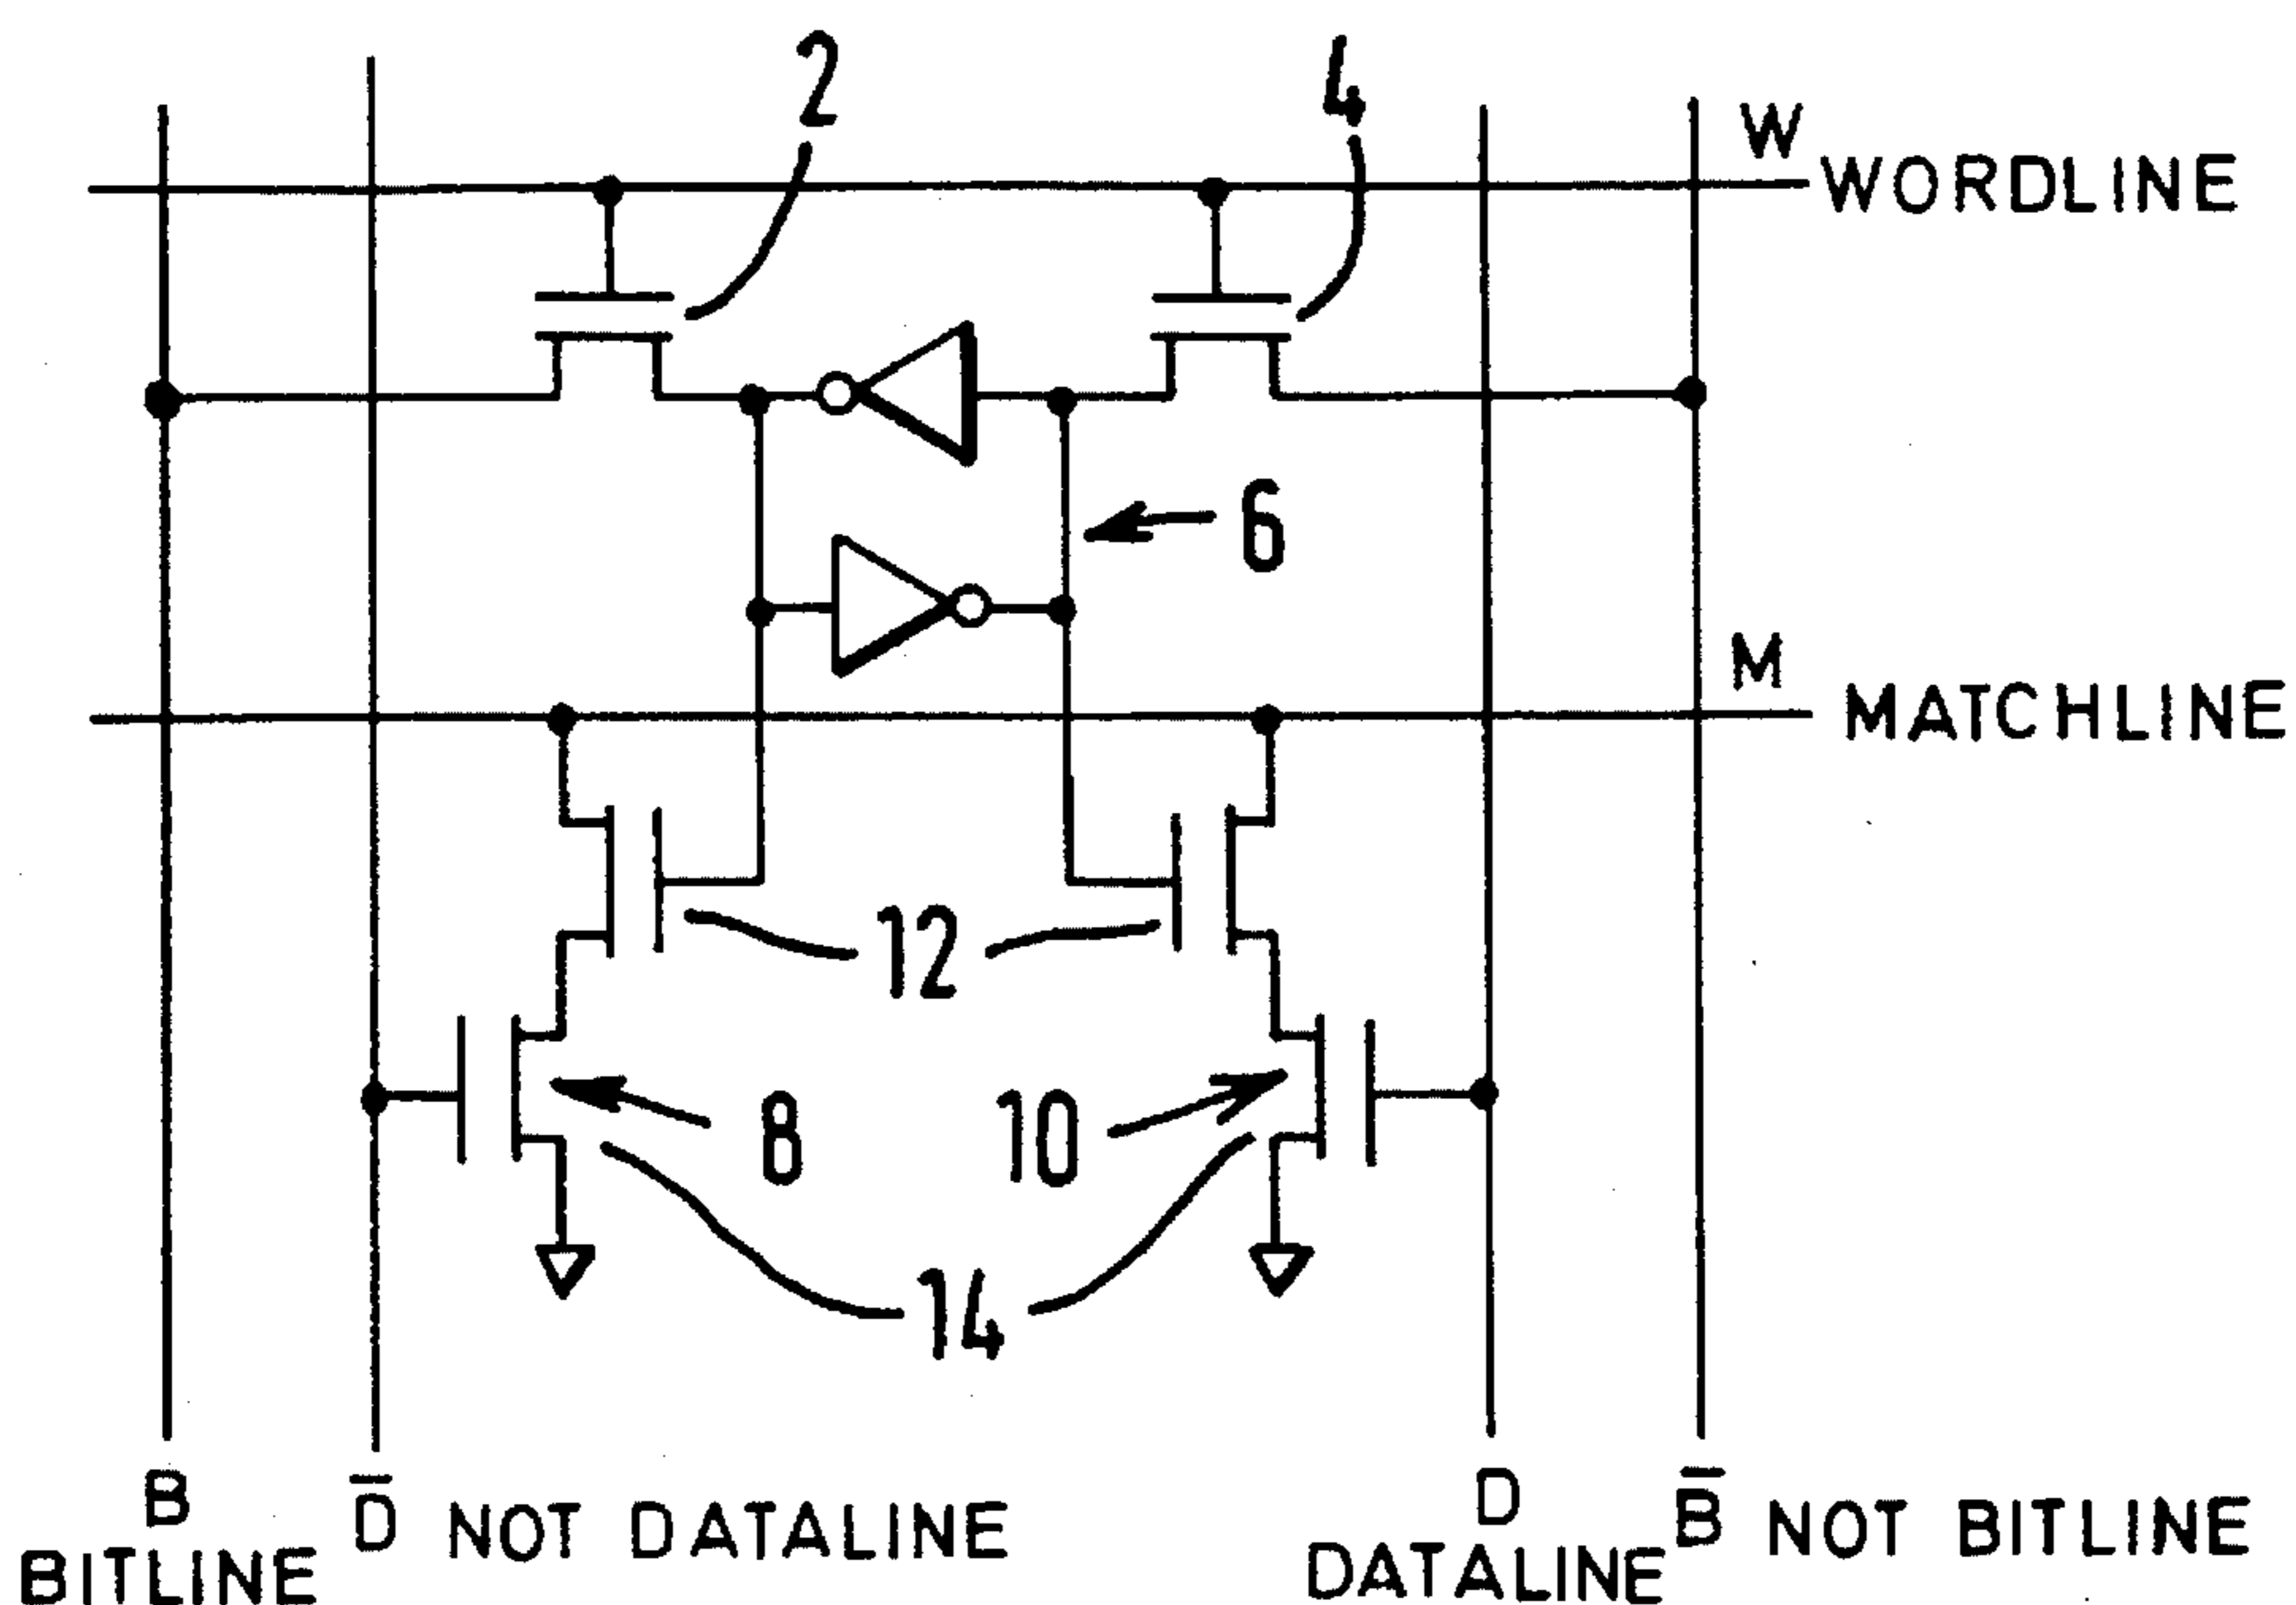 2
4
W
WORDLINE
6
M
MATCHLINE
12
8
10
14
B
BITLINE
D̅ NOT DATALINE
D
DATALINE
B̅ NOT BITLINE